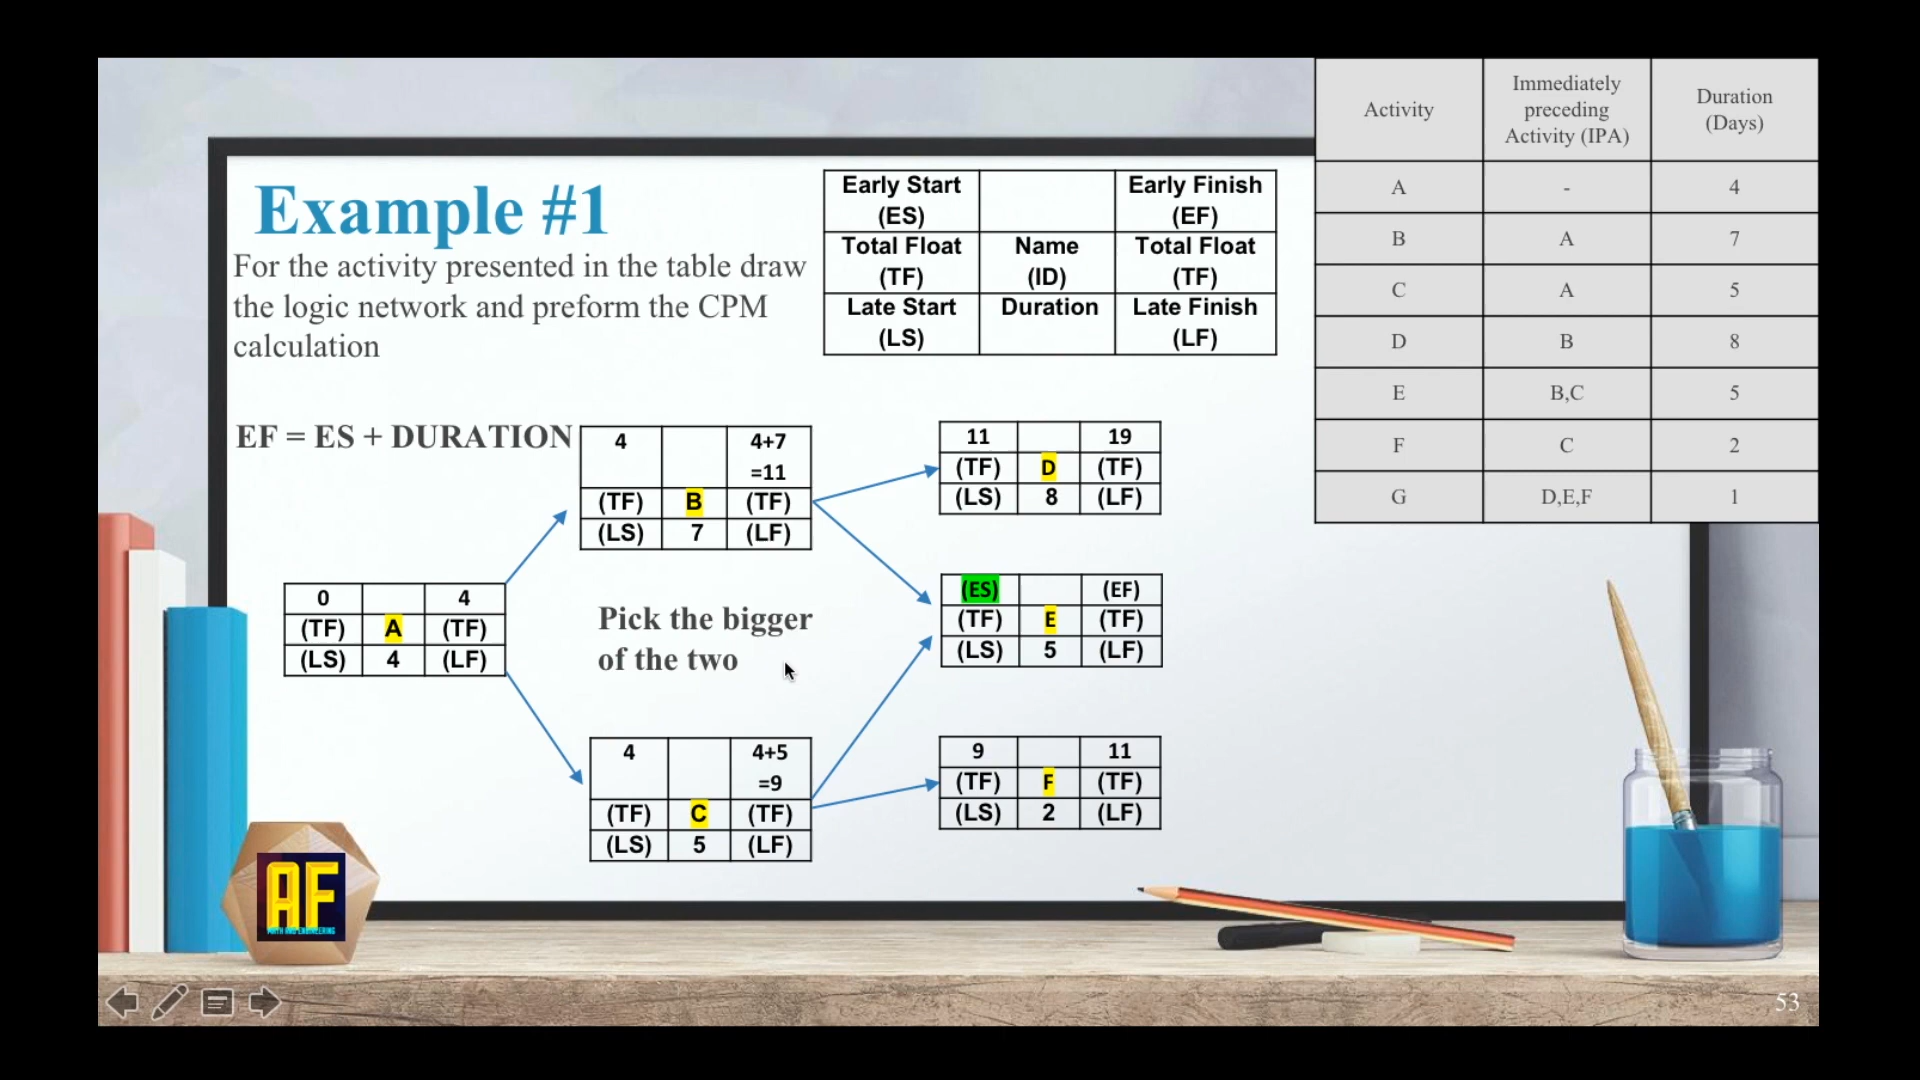 Example #1
For the activity presented in the table draw
the logic network and preform the CPM
calculation
Early Start
(ES)
Early Finish
(EF)
Total Float
(TF)
Name
(ID)
Total Float
(TF)
Late Start
(LS)
Duration
Late Finish
(LF)
Activity
Immediately
preceding
Activity (IPA)
Duration
(Days)
A - 4
B A 7
C A 5
D B 8
E B,C 5
F C 2
G D,E,F 1
EF = ES + DURATION
4 4+7
=11
(TF) B (TF)
(LS) 7 (LF)
11 19
(TF) D (TF)
(LS) 8 (LF)
0 4
(TF) A (TF)
(LS) 4 (LF)
Pick the bigger
of the two
(ES) (EF)
(TF) E (TF)
(LS) 5 (LF)
4 4+5
=9
(TF) C (TF)
(LS) 5 (LF)
9 11
(TF) F (TF)
(LS) 2 (LF)
AF
MATH AND ENGINEERING
53